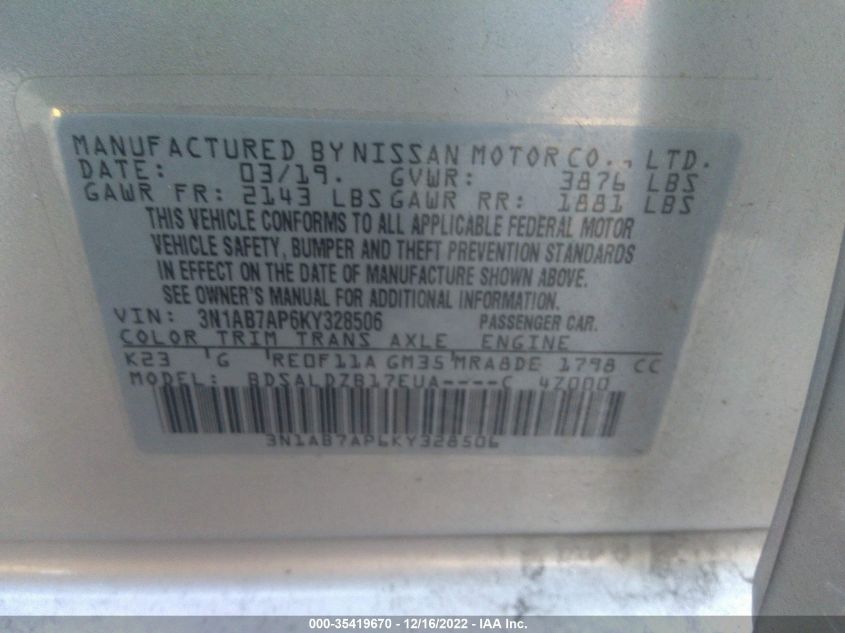 MANUFACTURED BY NISSAN MOTOR CO., LTD.
DATE: 03/19. GVWR: 3876 LBS
GAWR FR: 2143 LBS GAWR RR: 1881 LBS
THIS VEHICLE CONFORMS TO ALL APPLICABLE FEDERAL MOTOR
VEHICLE SAFETY, BUMPER AND THEFT PREVENTION STANDARDS
IN EFFECT ON THE DATE OF MANUFACTURE SHOWN ABOVE.
SEE OWNER'S MANUAL FOR ADDITIONAL INFORMATION.
VIN: 3N1AB7AP6KY328506 PASSENGER CAR.
COLOR TRIM TRANS AXLE ENGINE
K23 G RE0F11A GM35 MRA8DE 1798 CC
MODEL: BDSALDZB17EUA----C 4Z000
3N1AB7AP6KY328506
000-35419670 - 12/16/2022 - IAA Inc.